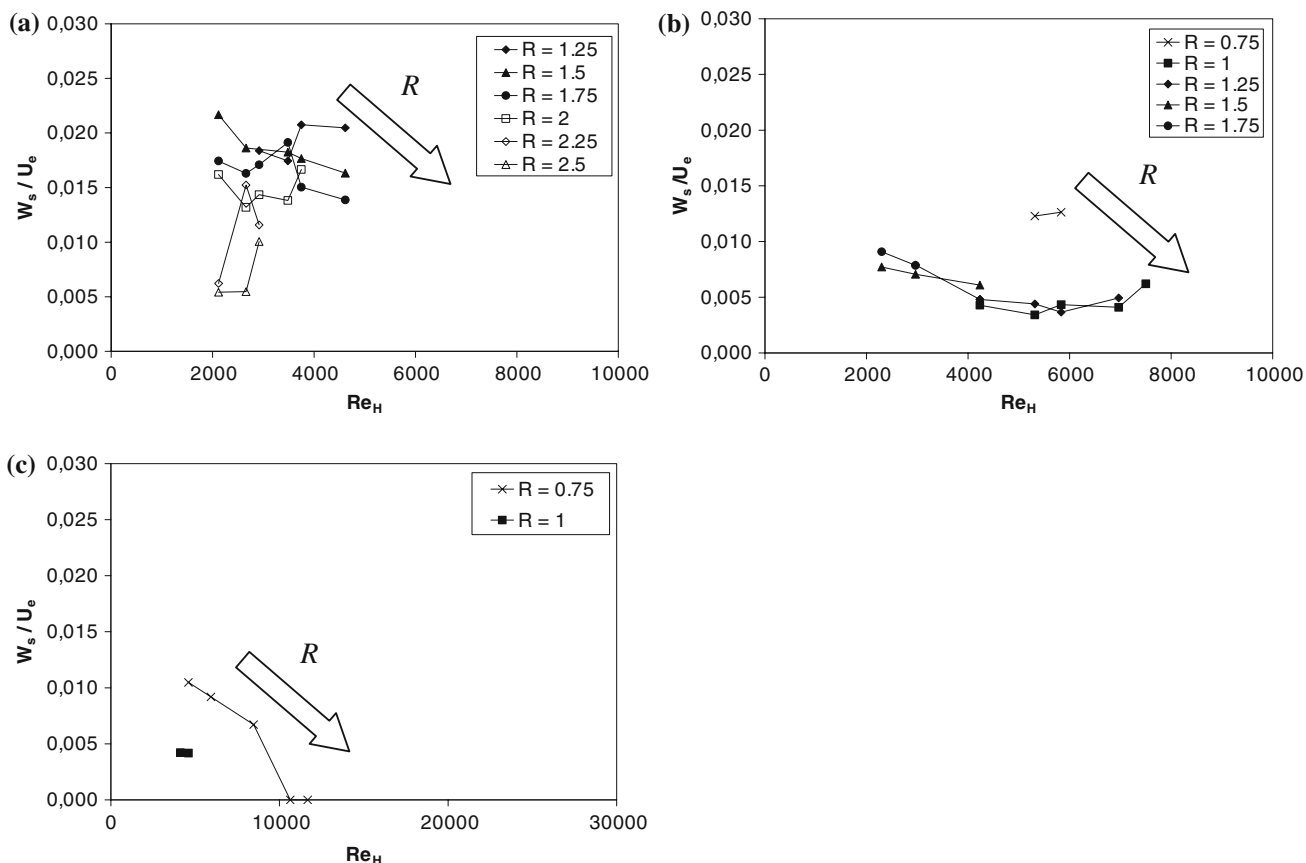 (a)
0,030
0,025
0,020
0,015
0,010
0,005
0,000
W_s / U_e
0 2000 4000 6000 8000 10000
Re_H
R = 1.25
R = 1.5
R = 1.75
R = 2
R = 2.25
R = 2.5
R
(b)
0,030
0,025
0,020
0,015
0,010
0,005
0,000
W_s /U_e
0 2000 4000 6000 8000 10000
Re_H
R = 0.75
R = 1
R = 1.25
R = 1.5
R = 1.75
R
(c)
0,030
0,025
0,020
0,015
0,010
0,005
0,000
W_s / U_e
0 10000 20000 30000
Re_H
R = 0.75
R = 1
R